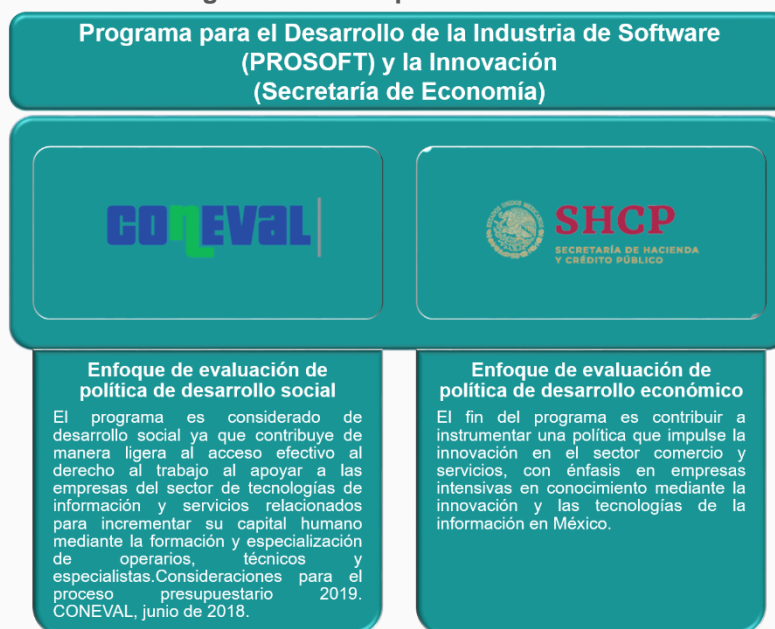 Programa para el Desarrollo de la Industria de Software
(PROSOFT) y la Innovación
(Secretaría de Economía)
CONEVAL
SHCP
SECRETARÍA DE HACIENDA
Y CRÉDITO PÚBLICO
Enfoque de evaluación de
política de desarrollo social
El programa es considerado de
desarrollo social ya que contribuye de
manera ligera al acceso efectivo al
derecho al trabajo al apoyar a las
empresas del sector de tecnologías de
información y servicios relacionados
para incrementar su capital humano
mediante la formación y especialización
de operarios, técnicos y
especialistas.Consideraciones para el
proceso presupuestario 2019.
CONEVAL, junio de 2018.
Enfoque de evaluación de
política de desarrollo económico
El fin del programa es contribuir a
instrumentar una política que impulse la
innovación en el sector comercio y
servicios, con énfasis en empresas
intensivas en conocimiento mediante la
innovación y las tecnologías de la
información en México.